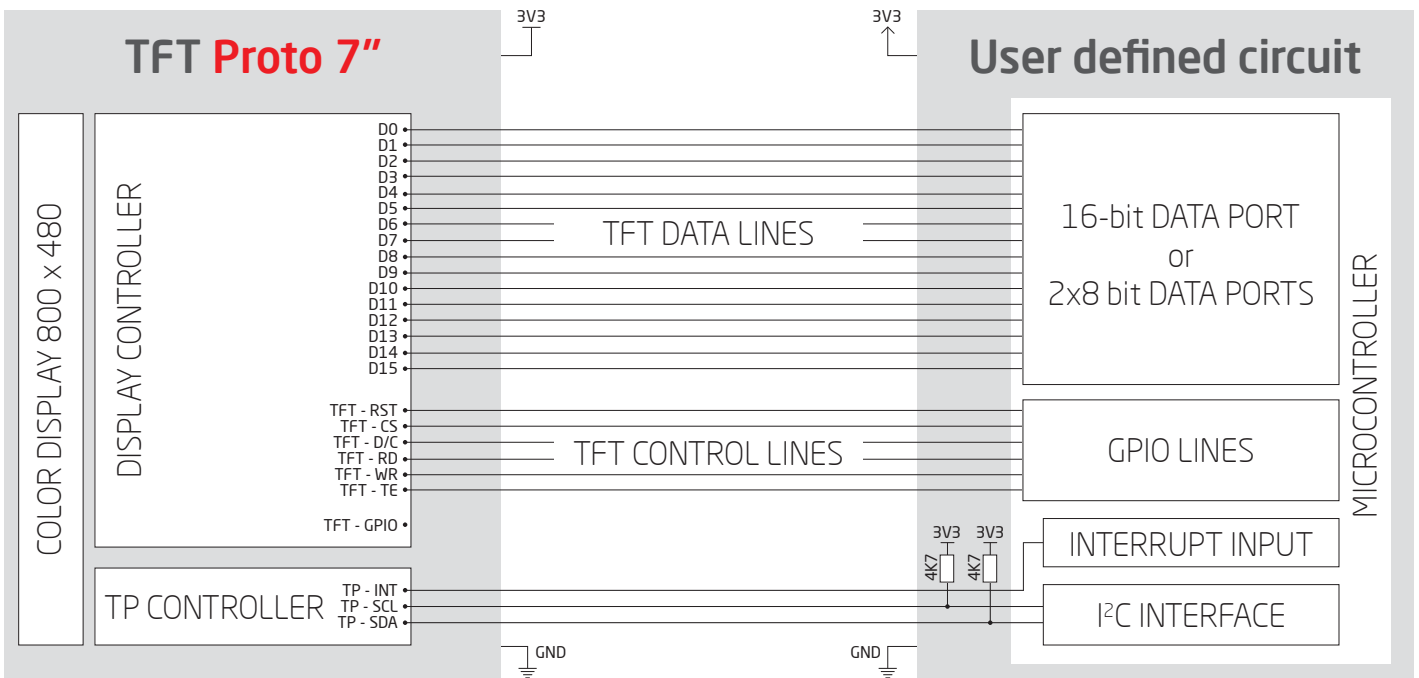 3V3
3V3
TFT Proto 7”
User defined circuit
COLOR DISPLAY 800 x 480
DISPLAY CONTROLLER
D0
D1
D2
D3
D4
D5
D6
D7
D8
D9
D10
D11
D12
D13
D14
D15
TFT DATA LINES
16-bit DATA PORT
or
2x8 bit DATA PORTS
MICROCONTROLLER
TFT - RST
TFT - CS
TFT - D/C
TFT - RD
TFT - WR
TFT - TE
TFT - GPIO
TFT CONTROL LINES
GPIO LINES
3V3
3V3
4K7
4K7
INTERRUPT INPUT
TP CONTROLLER
TP - INT
TP - SCL
TP - SDA
I²C INTERFACE
GND
GND